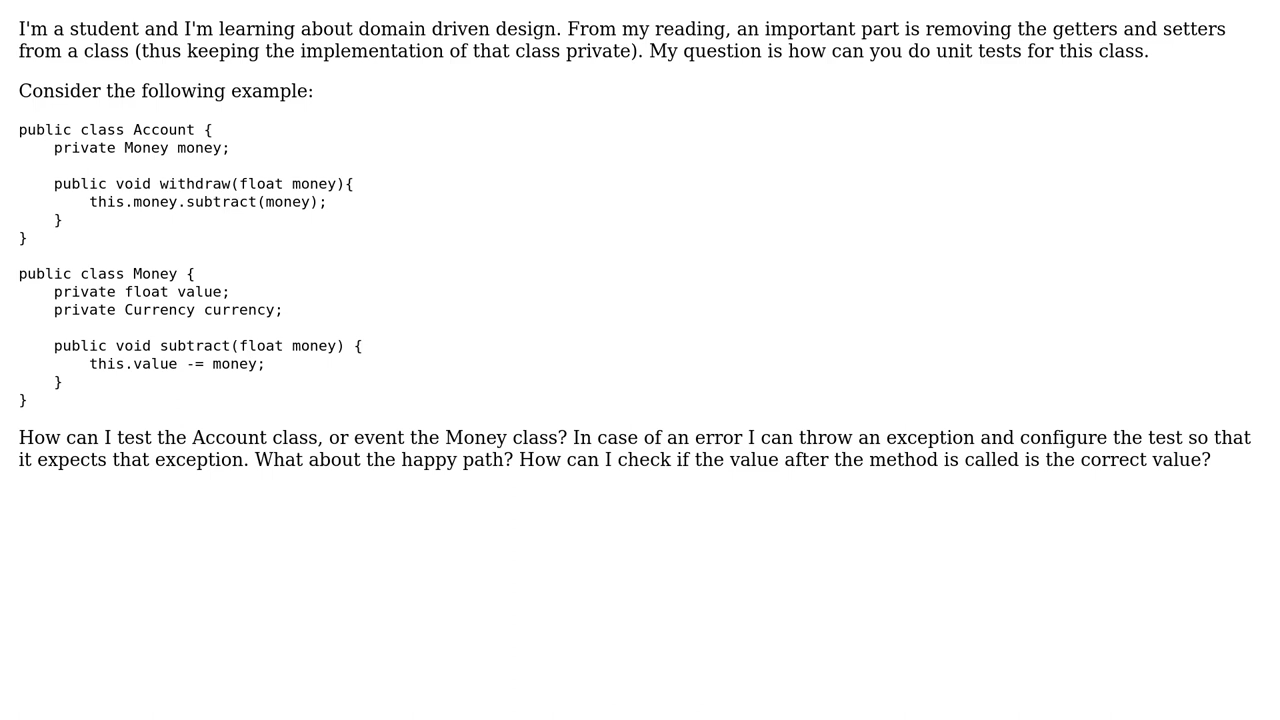 I'm a student and I'm learning about domain driven design. From my reading, an important part is removing the getters and setters
from a class (thus keeping the implementation of that class private). My question is how can you do unit tests for this class.
Consider the following example:
public class Account {
    private Money money;
    public void withdraw(float money){
        this.money.subtract(money);
    }
}
public class Money {
    private float value;
    private Currency currency;
    public void subtract(float money) {
        this.value -= money;
    }
}
How can I test the Account class, or event the Money class? In case of an error I can throw an exception and configure the test so that
it expects that exception. What about the happy path? How can I check if the value after the method is called is the correct value?